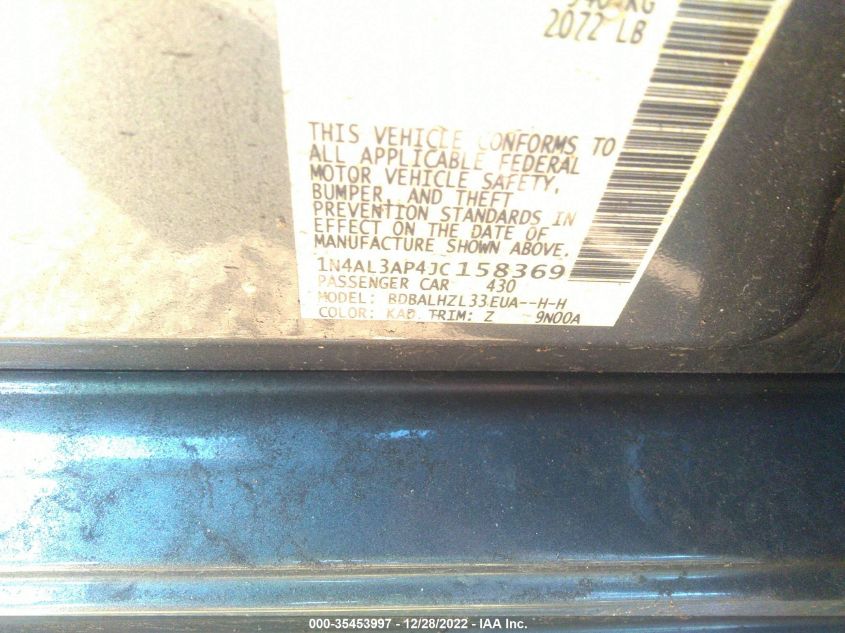 KG
2072 LB
THIS VEHICLE CONFORMS TO
ALL APPLICABLE FEDERAL
MOTOR VEHICLE SAFETY,
BUMPER, AND THEFT
PREVENTION STANDARDS IN
EFFECT ON THE DATE OF
MANUFACTURE SHOWN ABOVE.
1N4AL3AP4JC158369
PASSENGER CAR 430
MODEL: BDBALHZL33EUA--H-H
COLOR: KAD TRIM: Z 9N00A
000-35453997 - 12/28/2022 - IAA Inc.